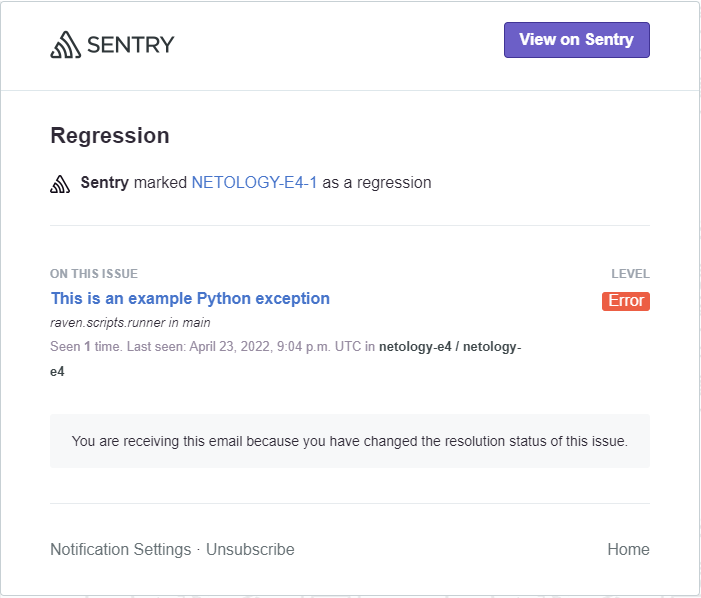 SENTRY
View on Sentry
Regression
Sentry marked NETOLOGY-E4-1 as a regression
ON THIS ISSUE
LEVEL
This is an example Python exception
Error
raven.scripts.runner in main
Seen 1 time. Last seen: April 23, 2022, 9:04 p.m. UTC in netology-e4 / netology-
e4
You are receiving this email because you have changed the resolution status of this issue.
Notification Settings · Unsubscribe
Home